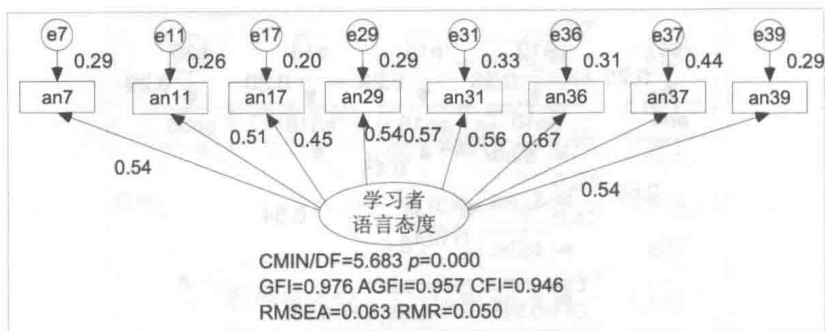 e7 e11 e17 e29 e31 e36 e37 e39
0.29 0.26 0.20 0.29 0.33 0.31 0.44 0.29
an7 an11 an17 an29 an31 an36 an37 an39
0.54 0.51 0.45 0.54 0.57 0.56 0.67 0.54
学习者
语言态度
CMIN/DF=5.683 p=0.000
GFI=0.976 AGFI=0.957 CFI=0.946
RMSEA=0.063 RMR=0.050